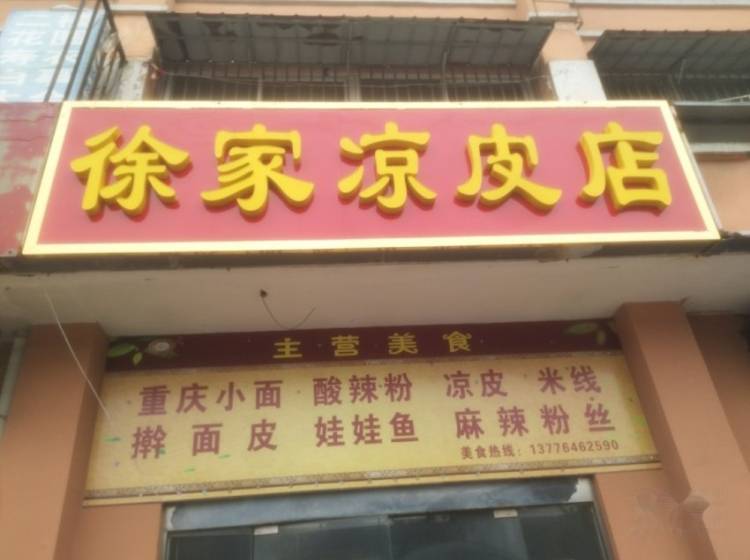 徐家凉皮店
主营美食
重庆小面 酸辣粉 凉皮 米线
擀面皮 娃娃鱼 麻辣粉丝
美食热线：13776462590